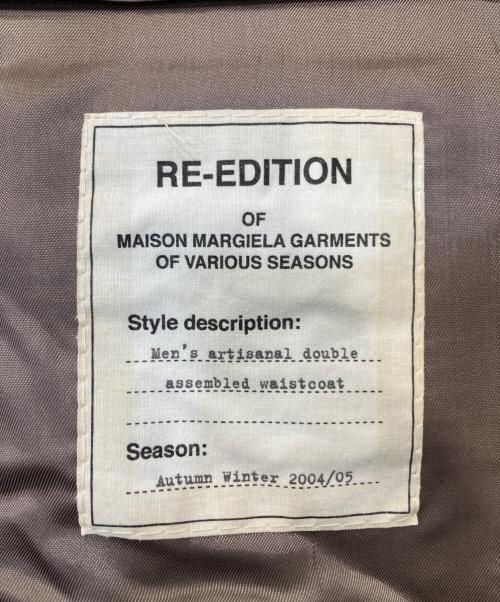 RE-EDITION
OF
MAISON MARGIELA GARMENTS
OF VARIOUS SEASONS
Style description:
Men's artisanal double
assembled waistcoat
Season:
Autumn Winter 2004/05